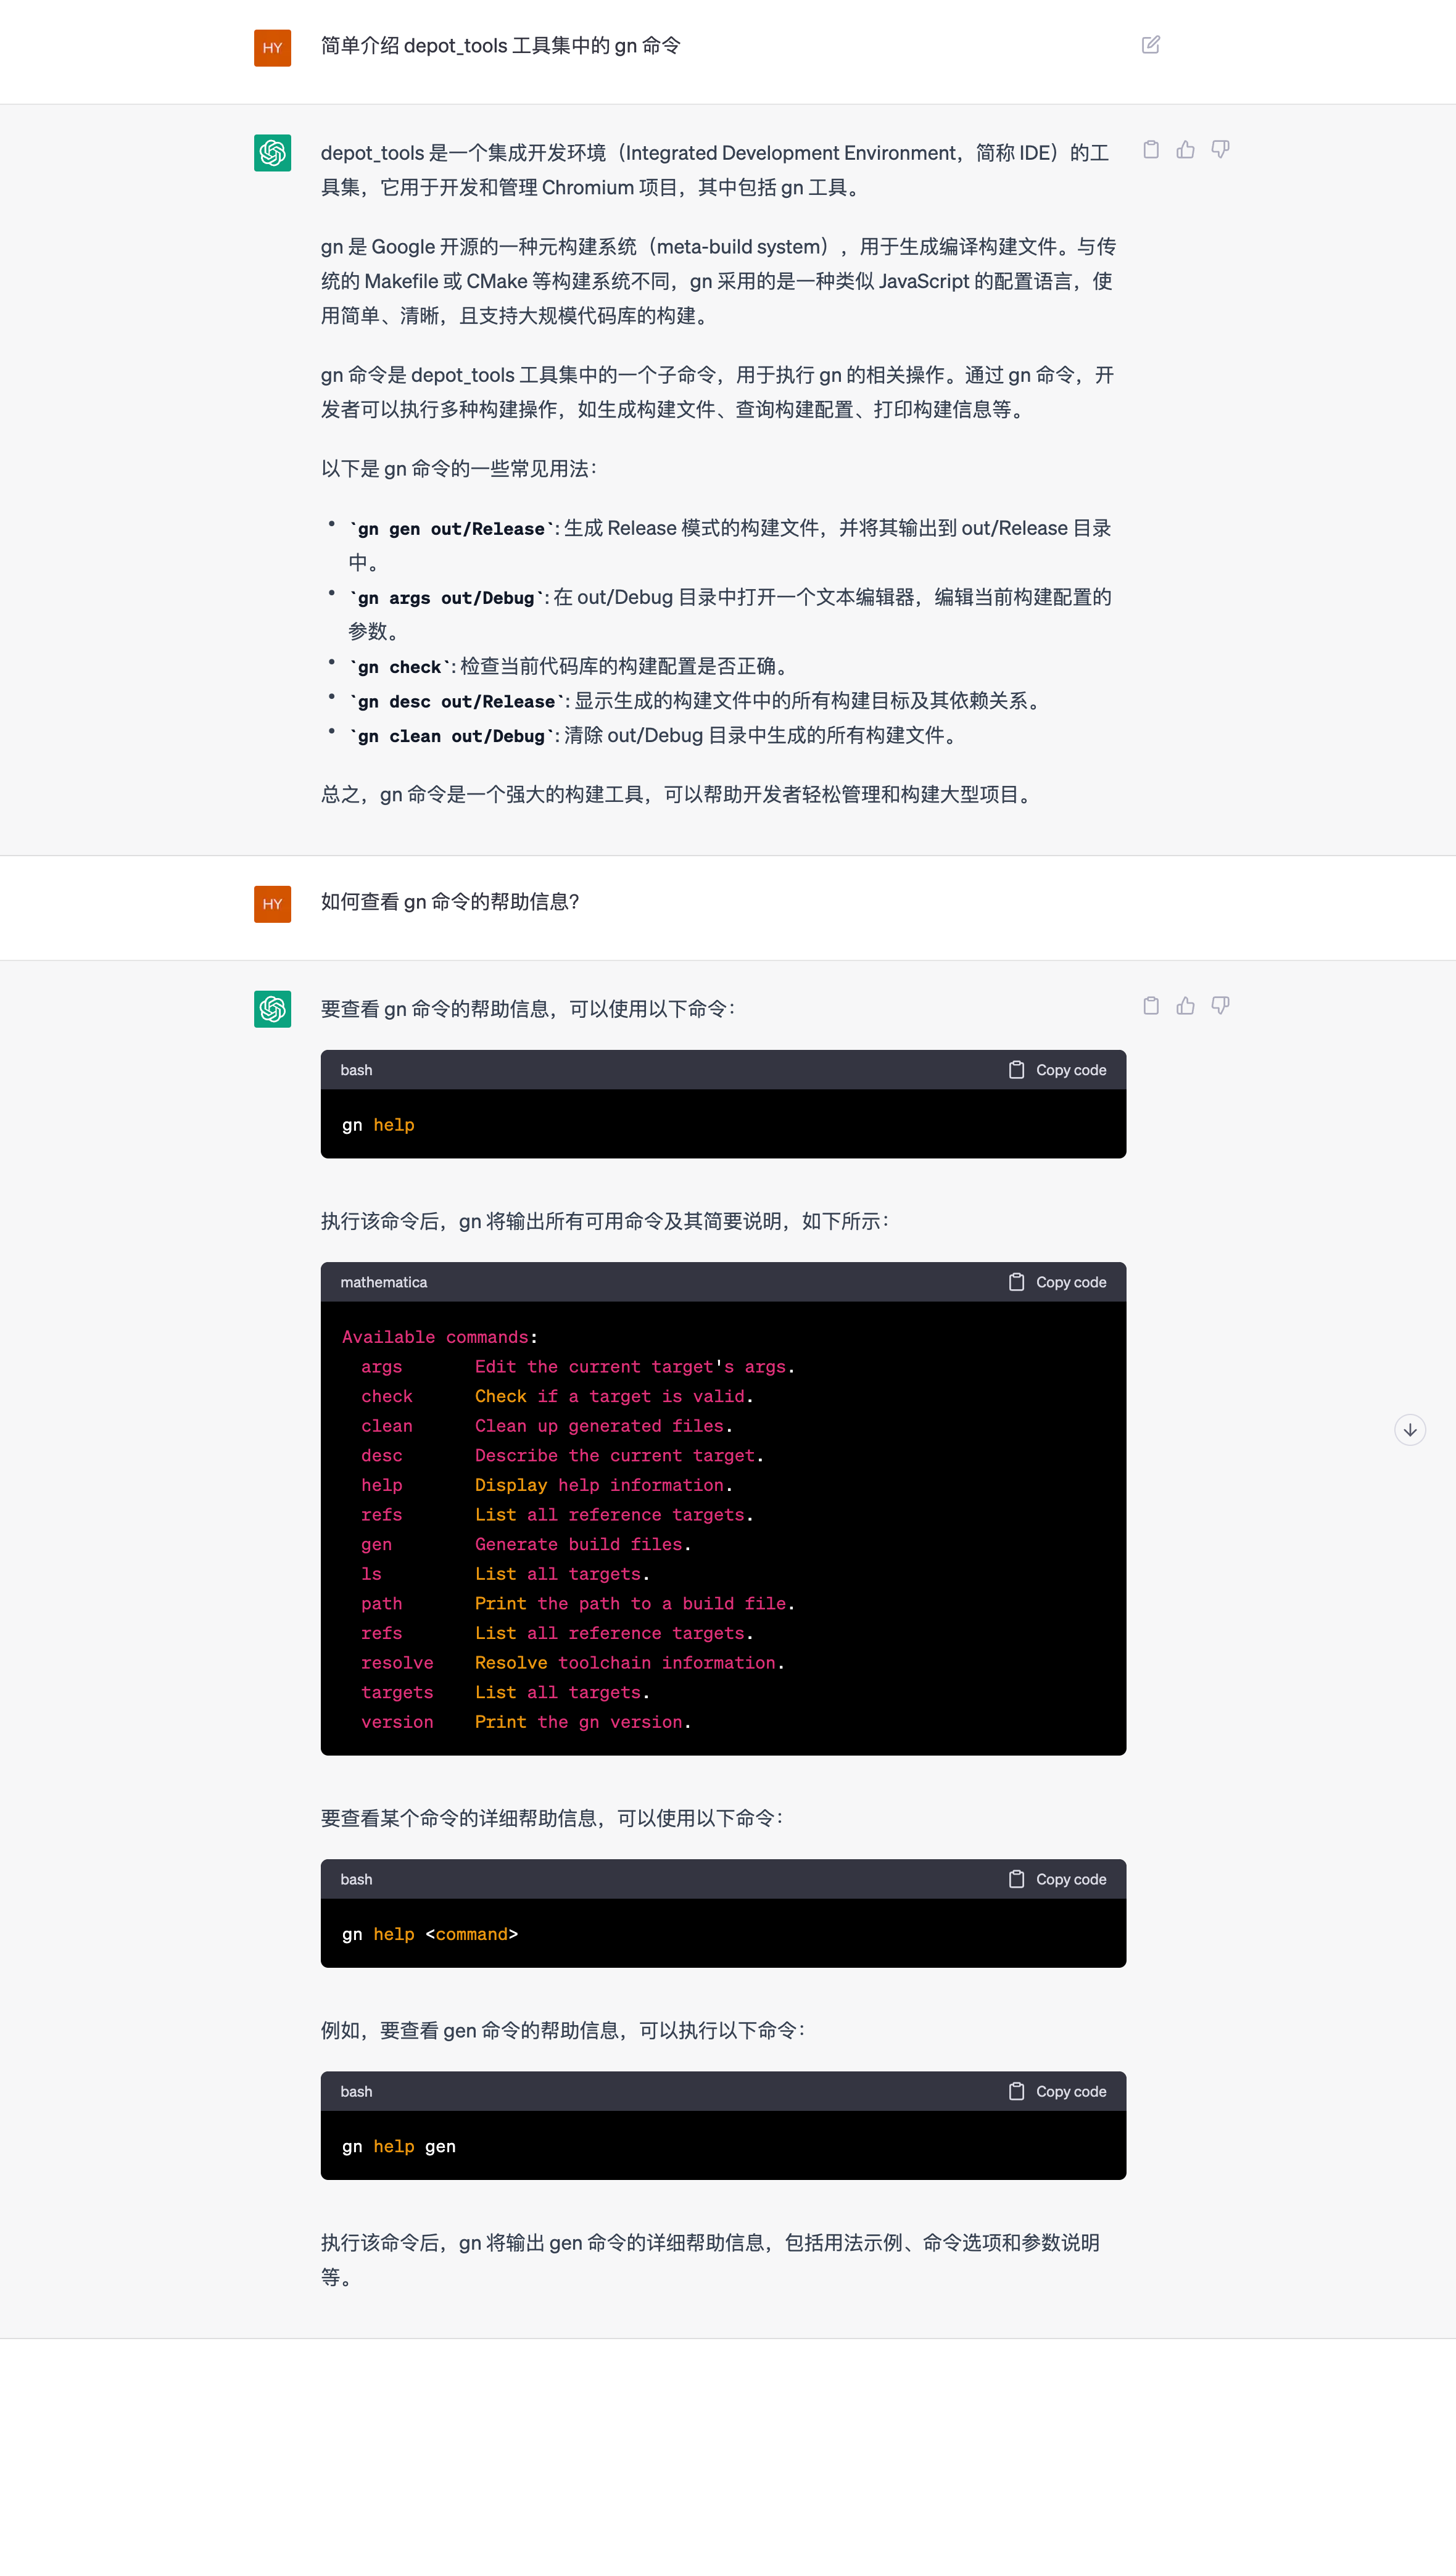 HY
简单介绍 depot_tools 工具集中的 gn 命令
depot_tools 是一个集成开发环境（Integrated Development Environment，简称 IDE）的工
具集，它用于开发和管理 Chromium 项目，其中包括 gn 工具。
gn 是 Google 开源的一种元构建系统（meta-build system），用于生成编译构建文件。与传
统的 Makefile 或 CMake 等构建系统不同，gn 采用的是一种类似 JavaScript 的配置语言，使
用简单、清晰，且支持大规模代码库的构建。
gn 命令是 depot_tools 工具集中的一个子命令，用于执行 gn 的相关操作。通过 gn 命令，开
发者可以执行多种构建操作，如生成构建文件、查询构建配置、打印构建信息等。
以下是 gn 命令的一些常见用法：
• `gn gen out/Release`: 生成 Release 模式的构建文件，并将其输出到 out/Release 目录
中。
• `gn args out/Debug`: 在 out/Debug 目录中打开一个文本编辑器，编辑当前构建配置的
参数。
• `gn check`: 检查当前代码库的构建配置是否正确。
• `gn desc out/Release`: 显示生成的构建文件中的所有构建目标及其依赖关系。
• `gn clean out/Debug`: 清除 out/Debug 目录中生成的所有构建文件。
总之，gn 命令是一个强大的构建工具，可以帮助开发者轻松管理和构建大型项目。
HY
如何查看 gn 命令的帮助信息?
要查看 gn 命令的帮助信息，可以使用以下命令：
bash Copy code
gn help
执行该命令后，gn 将输出所有可用命令及其简要说明，如下所示：
mathematica Copy code
Available commands:
args Edit the current target's args.
check Check if a target is valid.
clean Clean up generated files.
desc Describe the current target.
help Display help information.
refs List all reference targets.
gen Generate build files.
ls List all targets.
path Print the path to a build file.
refs List all reference targets.
resolve Resolve toolchain information.
targets List all targets.
version Print the gn version.
要查看某个命令的详细帮助信息，可以使用以下命令：
bash Copy code
gn help <command>
例如，要查看 gen 命令的帮助信息，可以执行以下命令：
bash Copy code
gn help gen
执行该命令后，gn 将输出 gen 命令的详细帮助信息，包括用法示例、命令选项和参数说明
等。